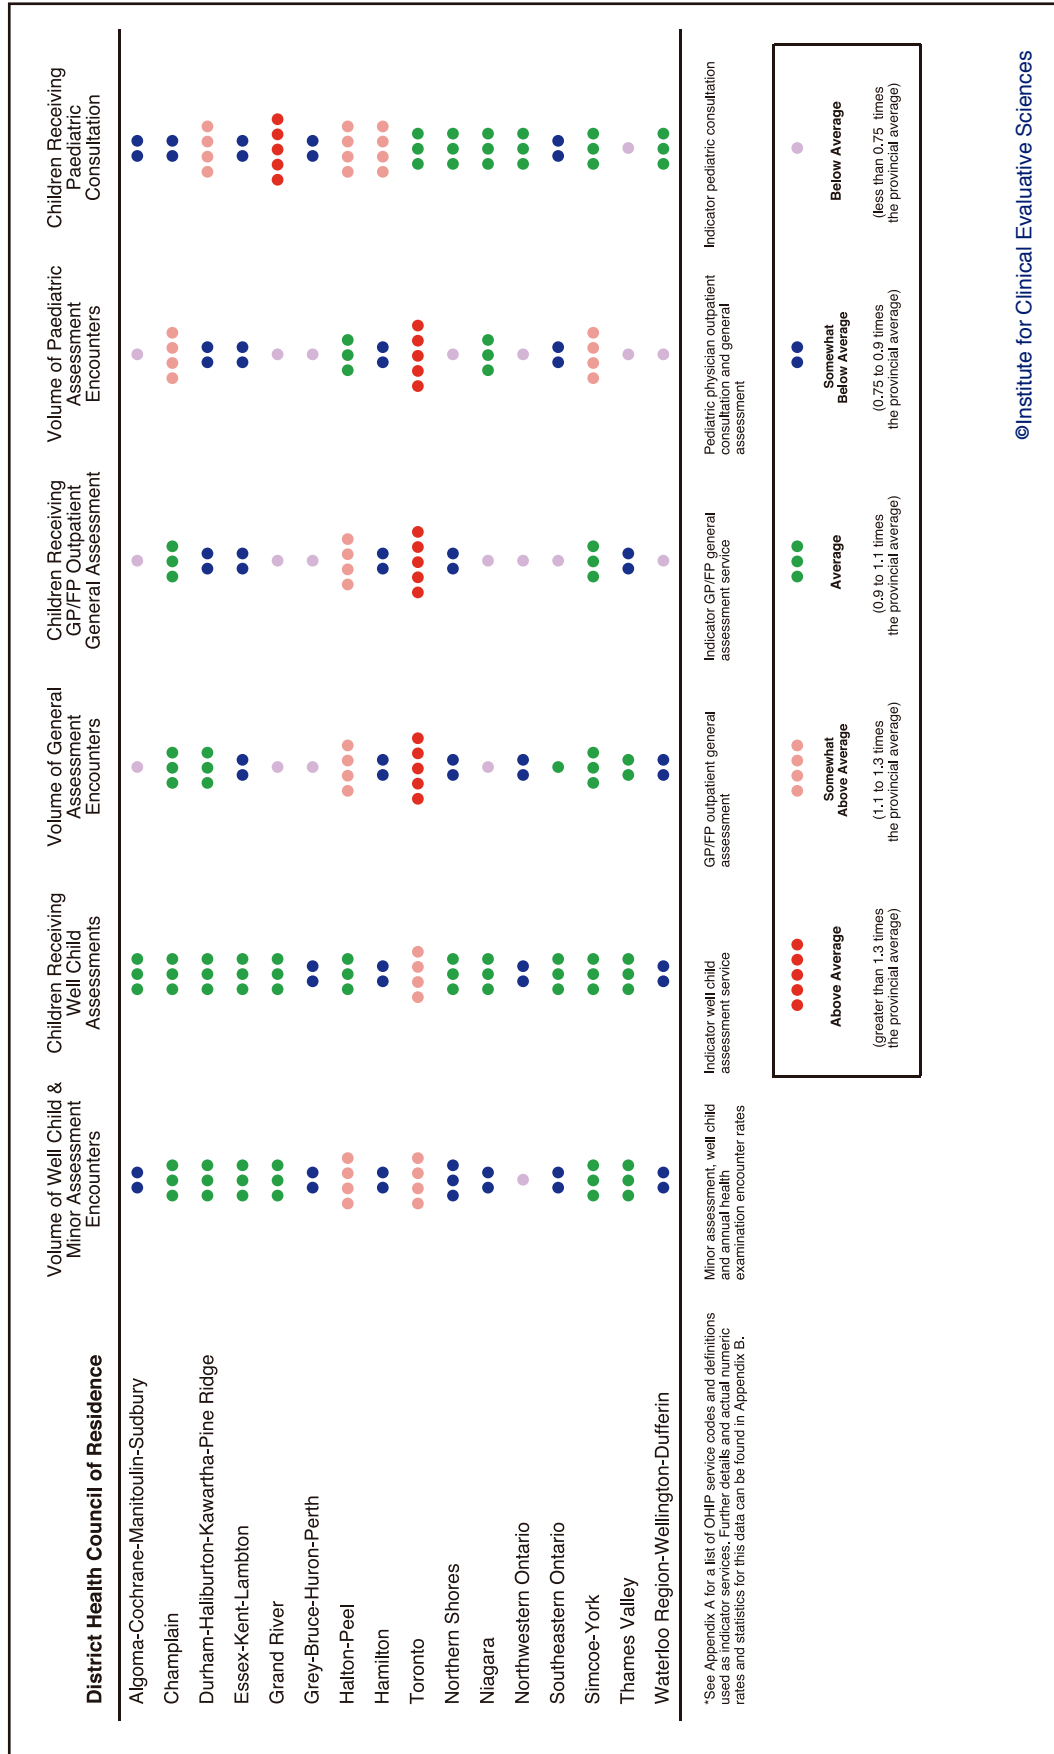 District Health Council of Residence
Volume of Well Child &
Minor Assessment
Encounters
Children Receiving
Well Child
Assessments
Volume of General
Assessment
Encounters
Children Receiving
GP/FP Outpatient
General Assessment
Volume of Paediatric
Assessment
Encounters
Children Receiving
Paediatric
Consultation
Algoma-Cochrane-Manitoulin-Sudbury
Champlain
Durham-Haliburton-Kawartha-Pine Ridge
Essex-Kent-Lambton
Grand River
Grey-Bruce-Huron-Perth
Halton-Peel
Hamilton
Toronto
Northern Shores
Niagara
Northwestern Ontario
Southeastern Ontario
Simcoe-York
Thames Valley
Waterloo Region-Wellington-Dufferin
*See Appendix A for a list of OHIP service codes and definitions
used as indicator services. Further details and actual numeric
rates and statistics for this data can be found in Appendix B.
Minor assessment, well child
and annual health
examination encounter rates
Indicator well child
assessment service
GP/FP outpatient general
assessment
Indicator GP/FP general
assessment service
Pediatric physician outpatient
consultation and general
assessment
Indicator pediatric consultation
Above Average
(greater than 1.3 times
the provincial average)
Somewhat
Above Average
(1.1 to 1.3 times
the provincial average)
Average
(0.9 to 1.1 times
the provincial average)
Somewhat
Below Average
(0.75 to 0.9 times
the provincial average)
Below Average
(less than 0.75 times
the provincial average)
©Institute for Clinical Evaluative Sciences